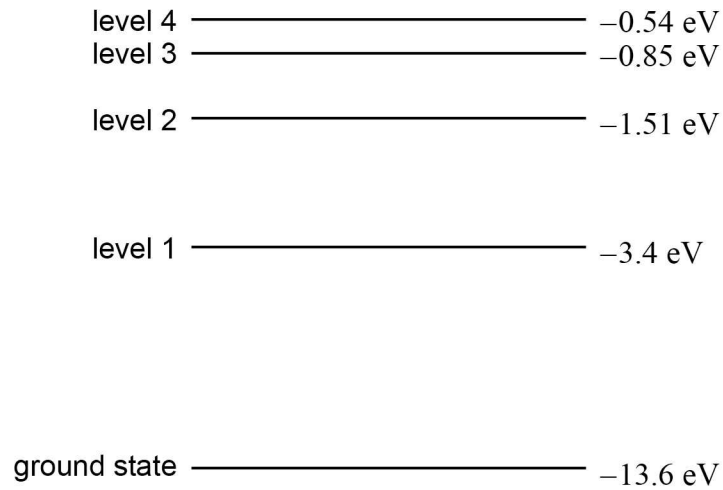 level 4 −0.54 eV
level 3 −0.85 eV
level 2 −1.51 eV
level 1 −3.4 eV
ground state −13.6 eV